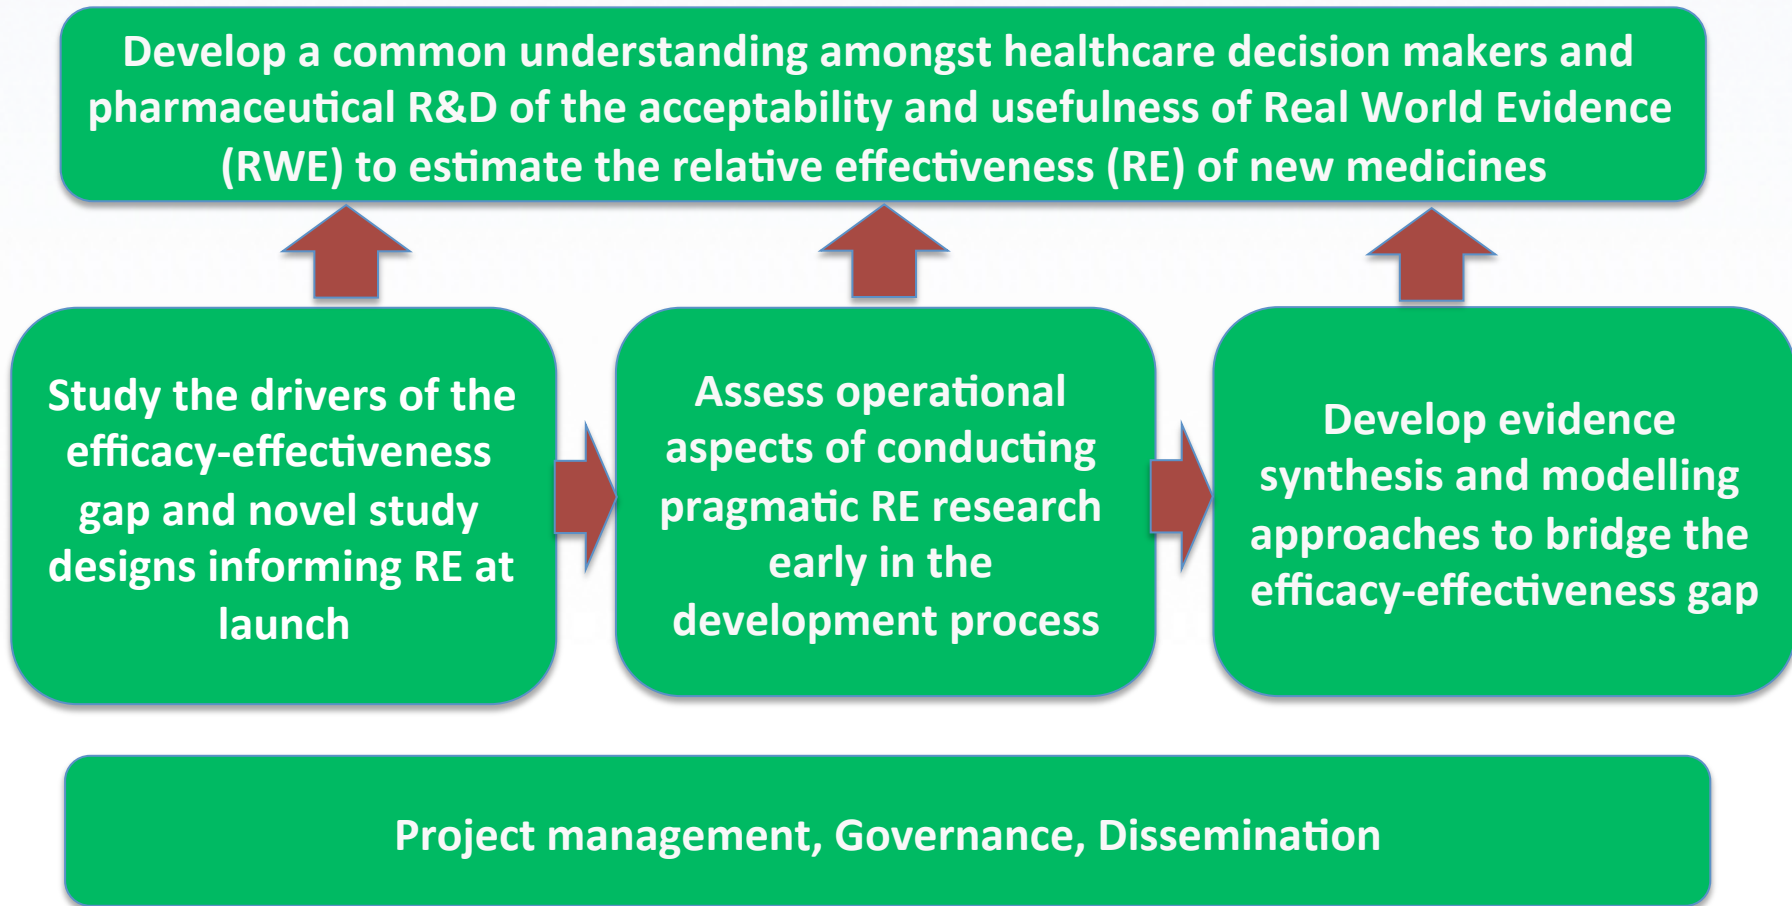 Develop a common understanding amongst healthcare decision makers and
pharmaceutical R&D of the acceptability and usefulness of Real World Evidence
(RWE) to estimate the relative effectiveness (RE) of new medicines
Study the drivers of the
efficacy-effectiveness
gap and novel study
designs informing RE at
launch
Assess operational
aspects of conducting
pragmatic RE research
early in the
development process
Develop evidence
synthesis and modelling
approaches to bridge the
efficacy-effectiveness gap
Project management, Governance, Dissemination